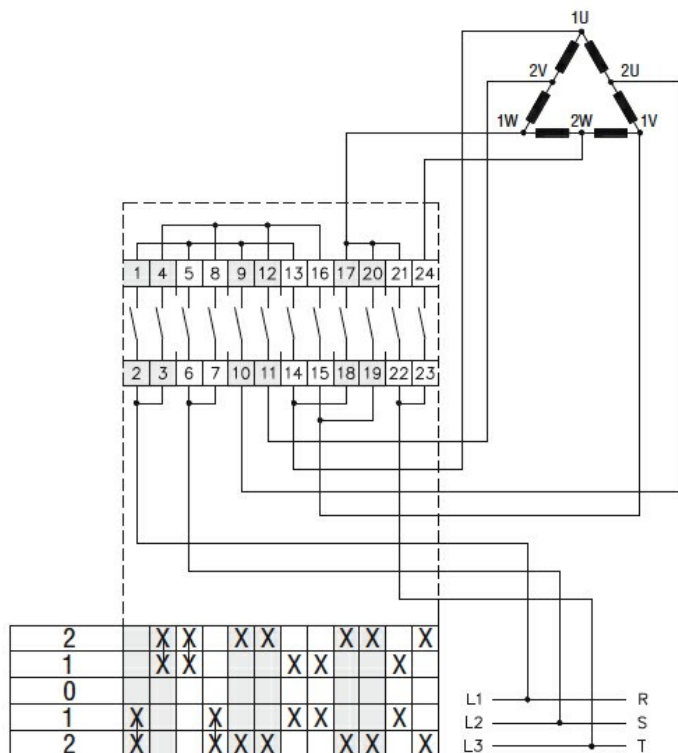 1U
2V 2U
1W 2W 1V
1 4 5 8 9 12 13 16 17 20 21 24
2 3 6 7 10 11 14 15 18 19 22 23
2 X X X X X X X
1 X X X X X
0
1 X X X X X
2 X X X X X X X
L1 R
L2 S
L3 T